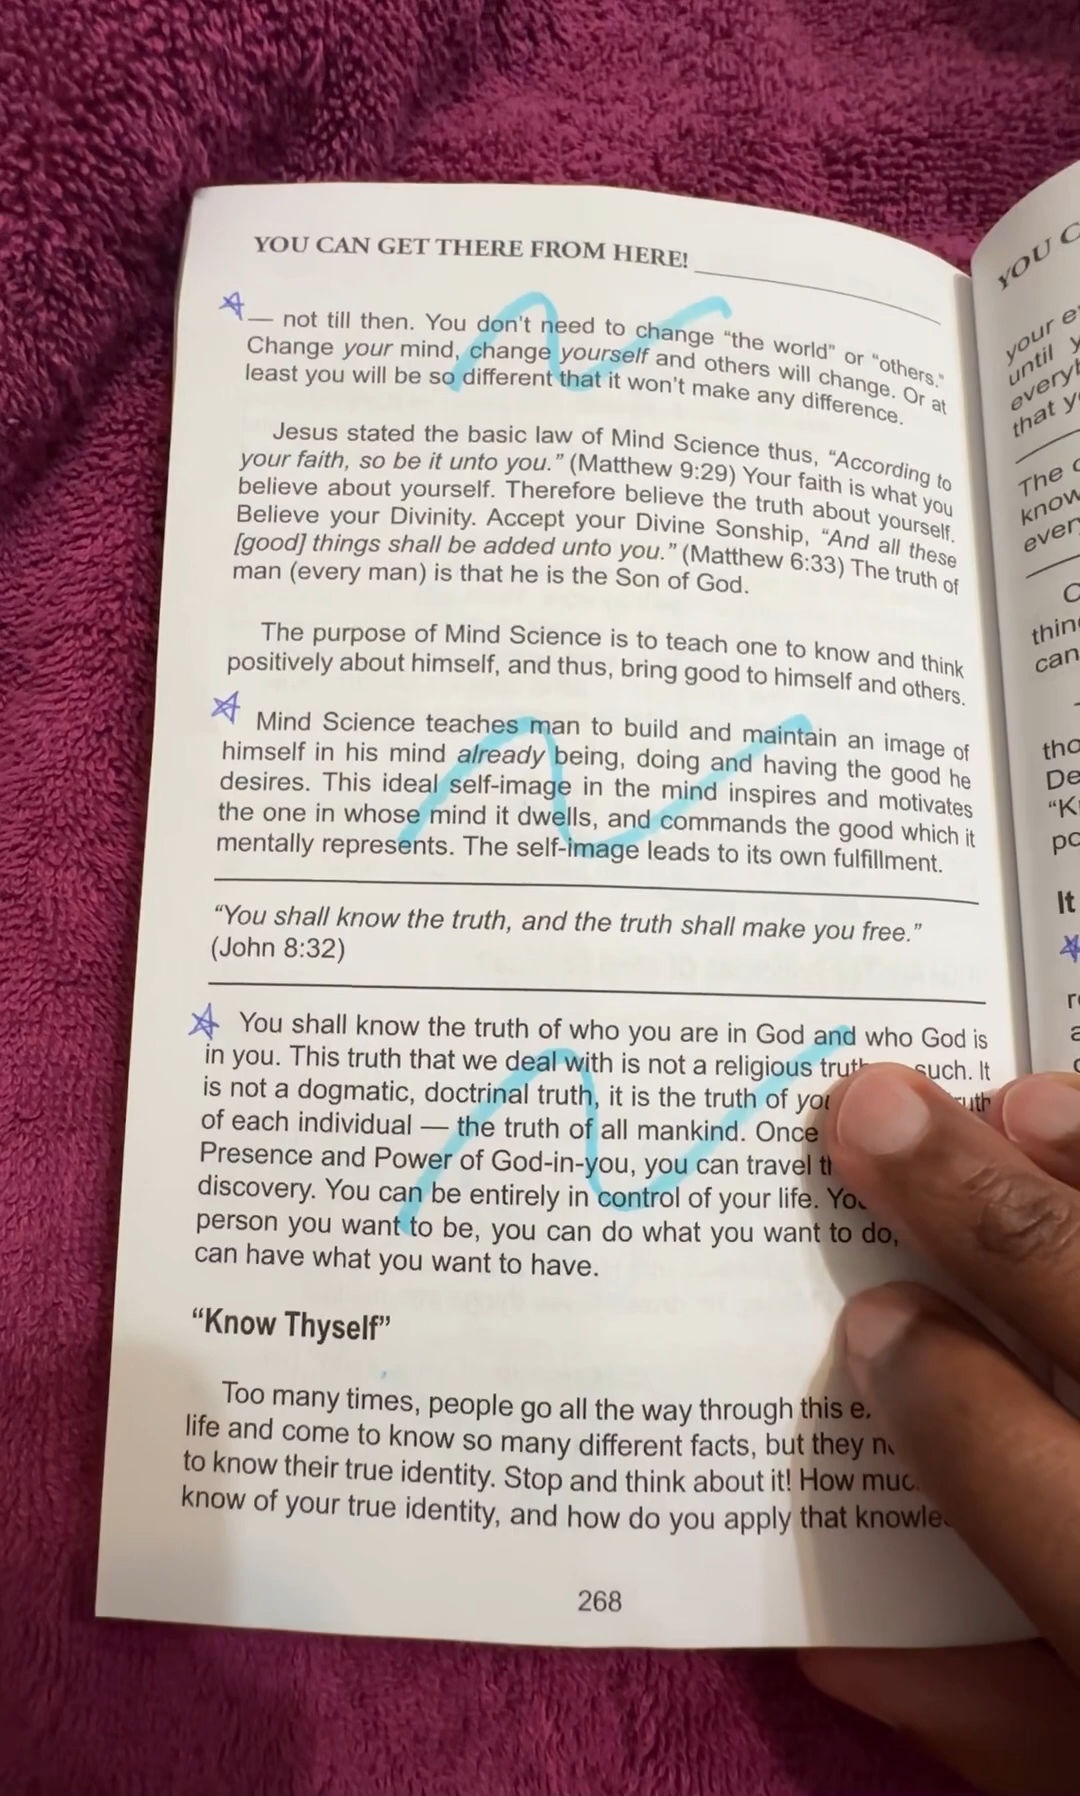 YOU CAN GET THERE FROM HERE!
— not till then. You don't need to change “the world” or “others.”
Change your mind, change yourself and others will change. Or at
least you will be so different that it won't make any difference.
Jesus stated the basic law of Mind Science thus, “According to
your faith, so be it unto you.” (Matthew 9:29) Your faith is what you
believe about yourself. Therefore believe the truth about yourself.
Believe your Divinity. Accept your Divine Sonship, “And all these
[good] things shall be added unto you.” (Matthew 6:33) The truth of
man (every man) is that he is the Son of God.
The purpose of Mind Science is to teach one to know and think
positively about himself, and thus, bring good to himself and others.
Mind Science teaches man to build and maintain an image of
himself in his mind already being, doing and having the good he
desires. This ideal self-image in the mind inspires and motivates
the one in whose mind it dwells, and commands the good which it
mentally represents. The self-image leads to its own fulfillment.
“You shall know the truth, and the truth shall make you free.”
(John 8:32)
You shall know the truth of who you are in God and who God is
in you. This truth that we deal with is not a religious truth such. It
is not a dogmatic, doctrinal truth, it is the truth of
of each individual — the truth of all mankind. Once
Presence and Power of God-in-you, you can travel
discovery. You can be entirely in control of your life.
person you want to be, you can do what you want to do,
can have what you want to have.
“Know Thyself”
Too many times, people go all the way through this
life and come to know so many different facts, but they
to know their true identity. Stop and think about it! How
know of your true identity, and how do you apply that
268
YOU
your
until
that
The
know
every
can
It